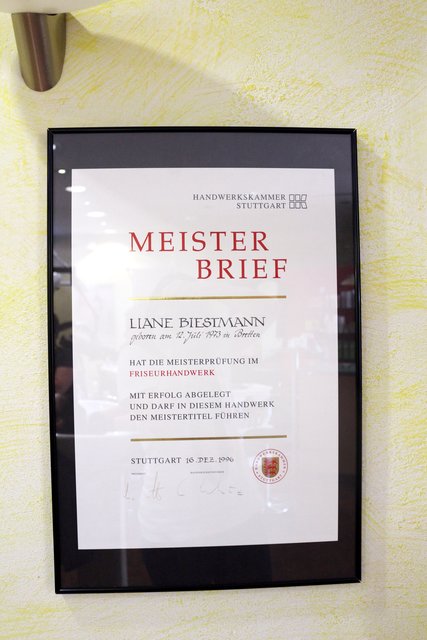 HANDWERKSKAMMER
STUTTGART
MEISTER
BRIEF
LIANE BIESTMANN
geboren am 12. Juli 1973 in Bretten
HAT DIE MEISTERPRÜFUNG IM
FRISEURHANDWERK
MIT ERFOLG ABGELEGT
UND DARF IN DIESEM HANDWERK
DEN MEISTERTITEL FÜHREN
STUTTGART 16. DEZ. 1996